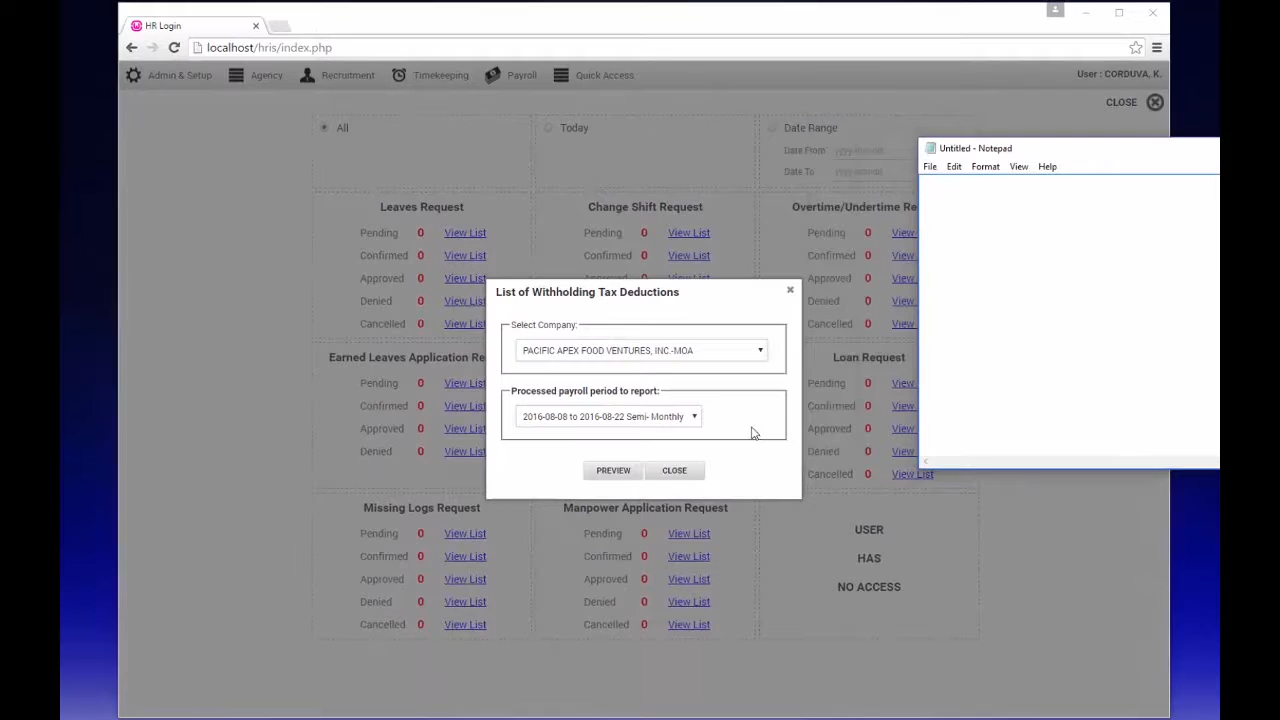 HR Login
localhost/hris/index.php
Admin & Setup Agency Recruitment Timekeeping Payroll Quick Access User : CORDUVA, K.
CLOSE
All Today Date Range
Date From
Date To
Leaves Request Change Shift Request Overtime/Undertime Re
Pending 0 View List Pending 0 View List Pending 0 View
Confirmed 0 View List Confirmed 0 View List Confirmed 0 View
Approved 0 View List Approved 0 View List Approved 0 View
Denied 0 View List Denied 0 View
Cancelled 0 View List Cancelled 0 View
Earned Leaves Application Re Loan Request
Pending 0 View List Pending 0 View
Confirmed 0 View List Confirmed 0 View
Approved 0 View List Approved 0 View
Denied 0 View List Denied 0 View
Cancelled 0 View List
Missing Logs Request Manpower Application Request
Pending 0 View List Pending 0 View List
Confirmed 0 View List Confirmed 0 View List
Approved 0 View List Approved 0 View List
Denied 0 View List Denied 0 View List
Cancelled 0 View List Cancelled 0 View List
USER
HAS
NO ACCESS
List of Withholding Tax Deductions
Select Company:
PACIFIC APEX FOOD VENTURES, INC.-MOA
Processed payroll period to report:
2016-08-08 to 2016-08-22 Semi- Monthly
PREVIEW CLOSE
Untitled - Notepad
File Edit Format View Help